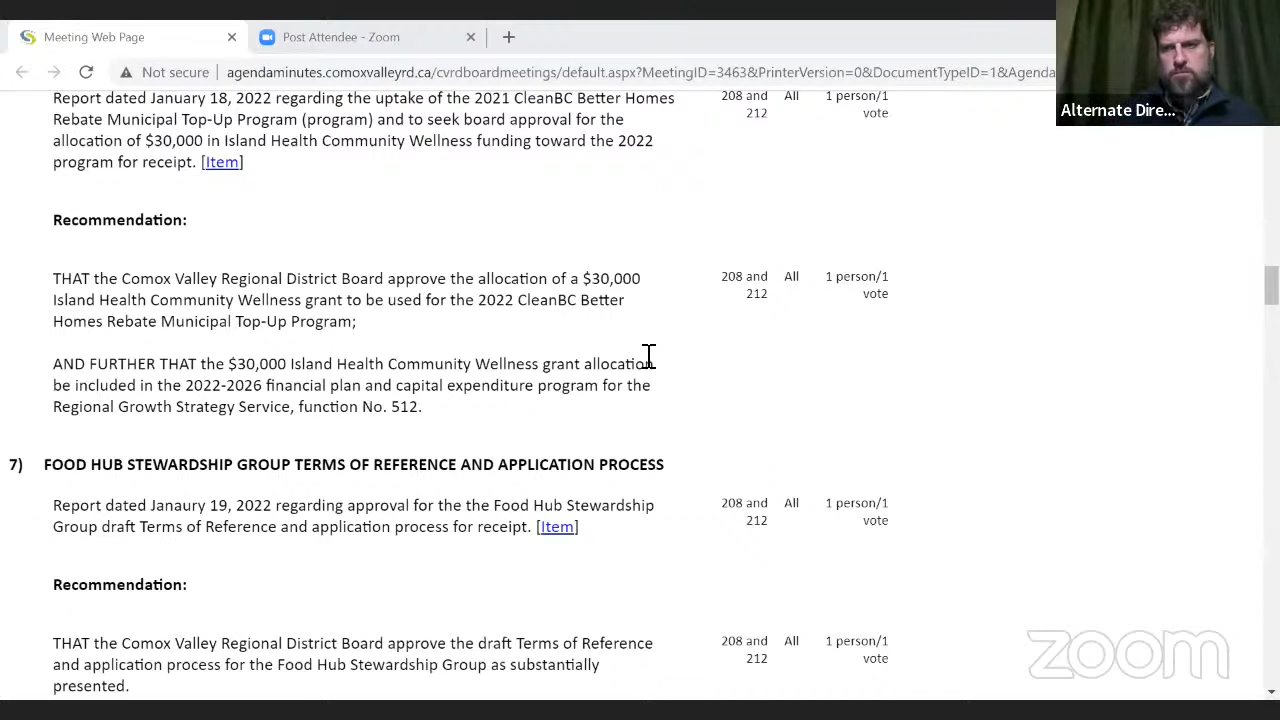 Meeting Web Page
Post Attendee - Zoom
Not secure
agendaminutes.comoxvalleyrd.ca/cvrdboardmeetings/default.aspx?MeetingID=3463&PrinterVersion=0&DocumentTypeID=1&Agenda
Alternate Dire...
Report dated January 18, 2022 regarding the uptake of the 2021 CleanBC Better Homes
Rebate Municipal Top-Up Program (program) end to seek board approval for the
allocation of $30,000 in Island Health Community Wellness funding toward the 2022
program for receipt. [Item]
208 and All 1 person/1
212 vote
Recommendation:
THAT the Comox Valley Regional District Board approve the allocation of a $30,000
Island Health Community Wellness grant to be used for the 2022 CleanBC Better
Homes Rebate Municipal Top-Up Program;
208 and All 1 person/1
212 vote
AND FURTHER THAT the $30,000 Island Health Community Wellness grant allocation
be included in the 2022-2026 financial plan and capital expenditure program for the
Regional Growth Strategy Service, function No. 512.
7) FOOD HUB STEWARDSHIP GROUP TERMS OF REFERENCE AND APPLICATION PROCESS
Report dated Janaury 19, 2022 regarding approval for the the Food Hub Stewardship
Group draft Terms of Reference and application process for receipt. [Item]
208 and All 1 person/1
212 vote
Recommendation:
THAT the Comox Valley Regional District Board approve the draft Terms of Reference
and application process for the Food Hub Stewardship Group as substantially
presented.
208 and All 1 person/1
212 vote
zoom